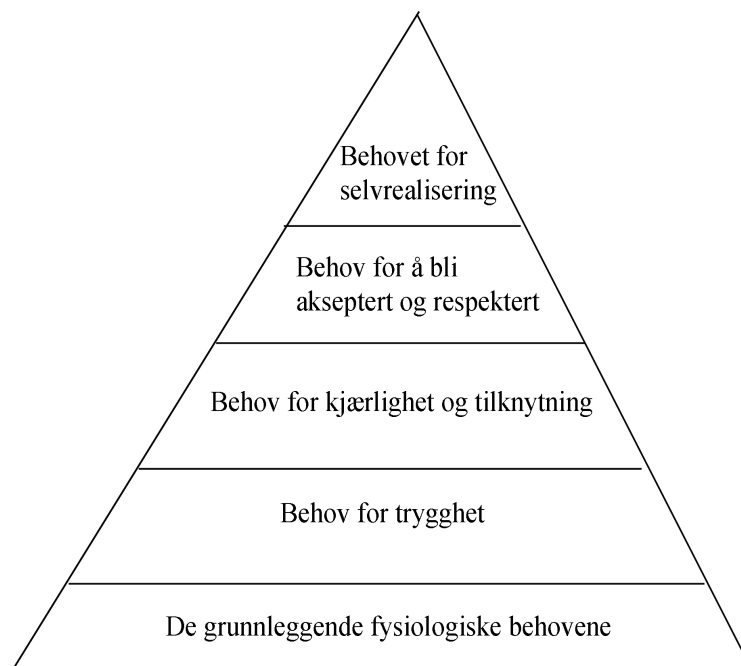 Behovet for
selvrealisering
Behov for å bli
akseptert og respektert
Behov for kjærlighet og tilknytning
Behov for trygghet
De grunnleggende fysiologiske behovene